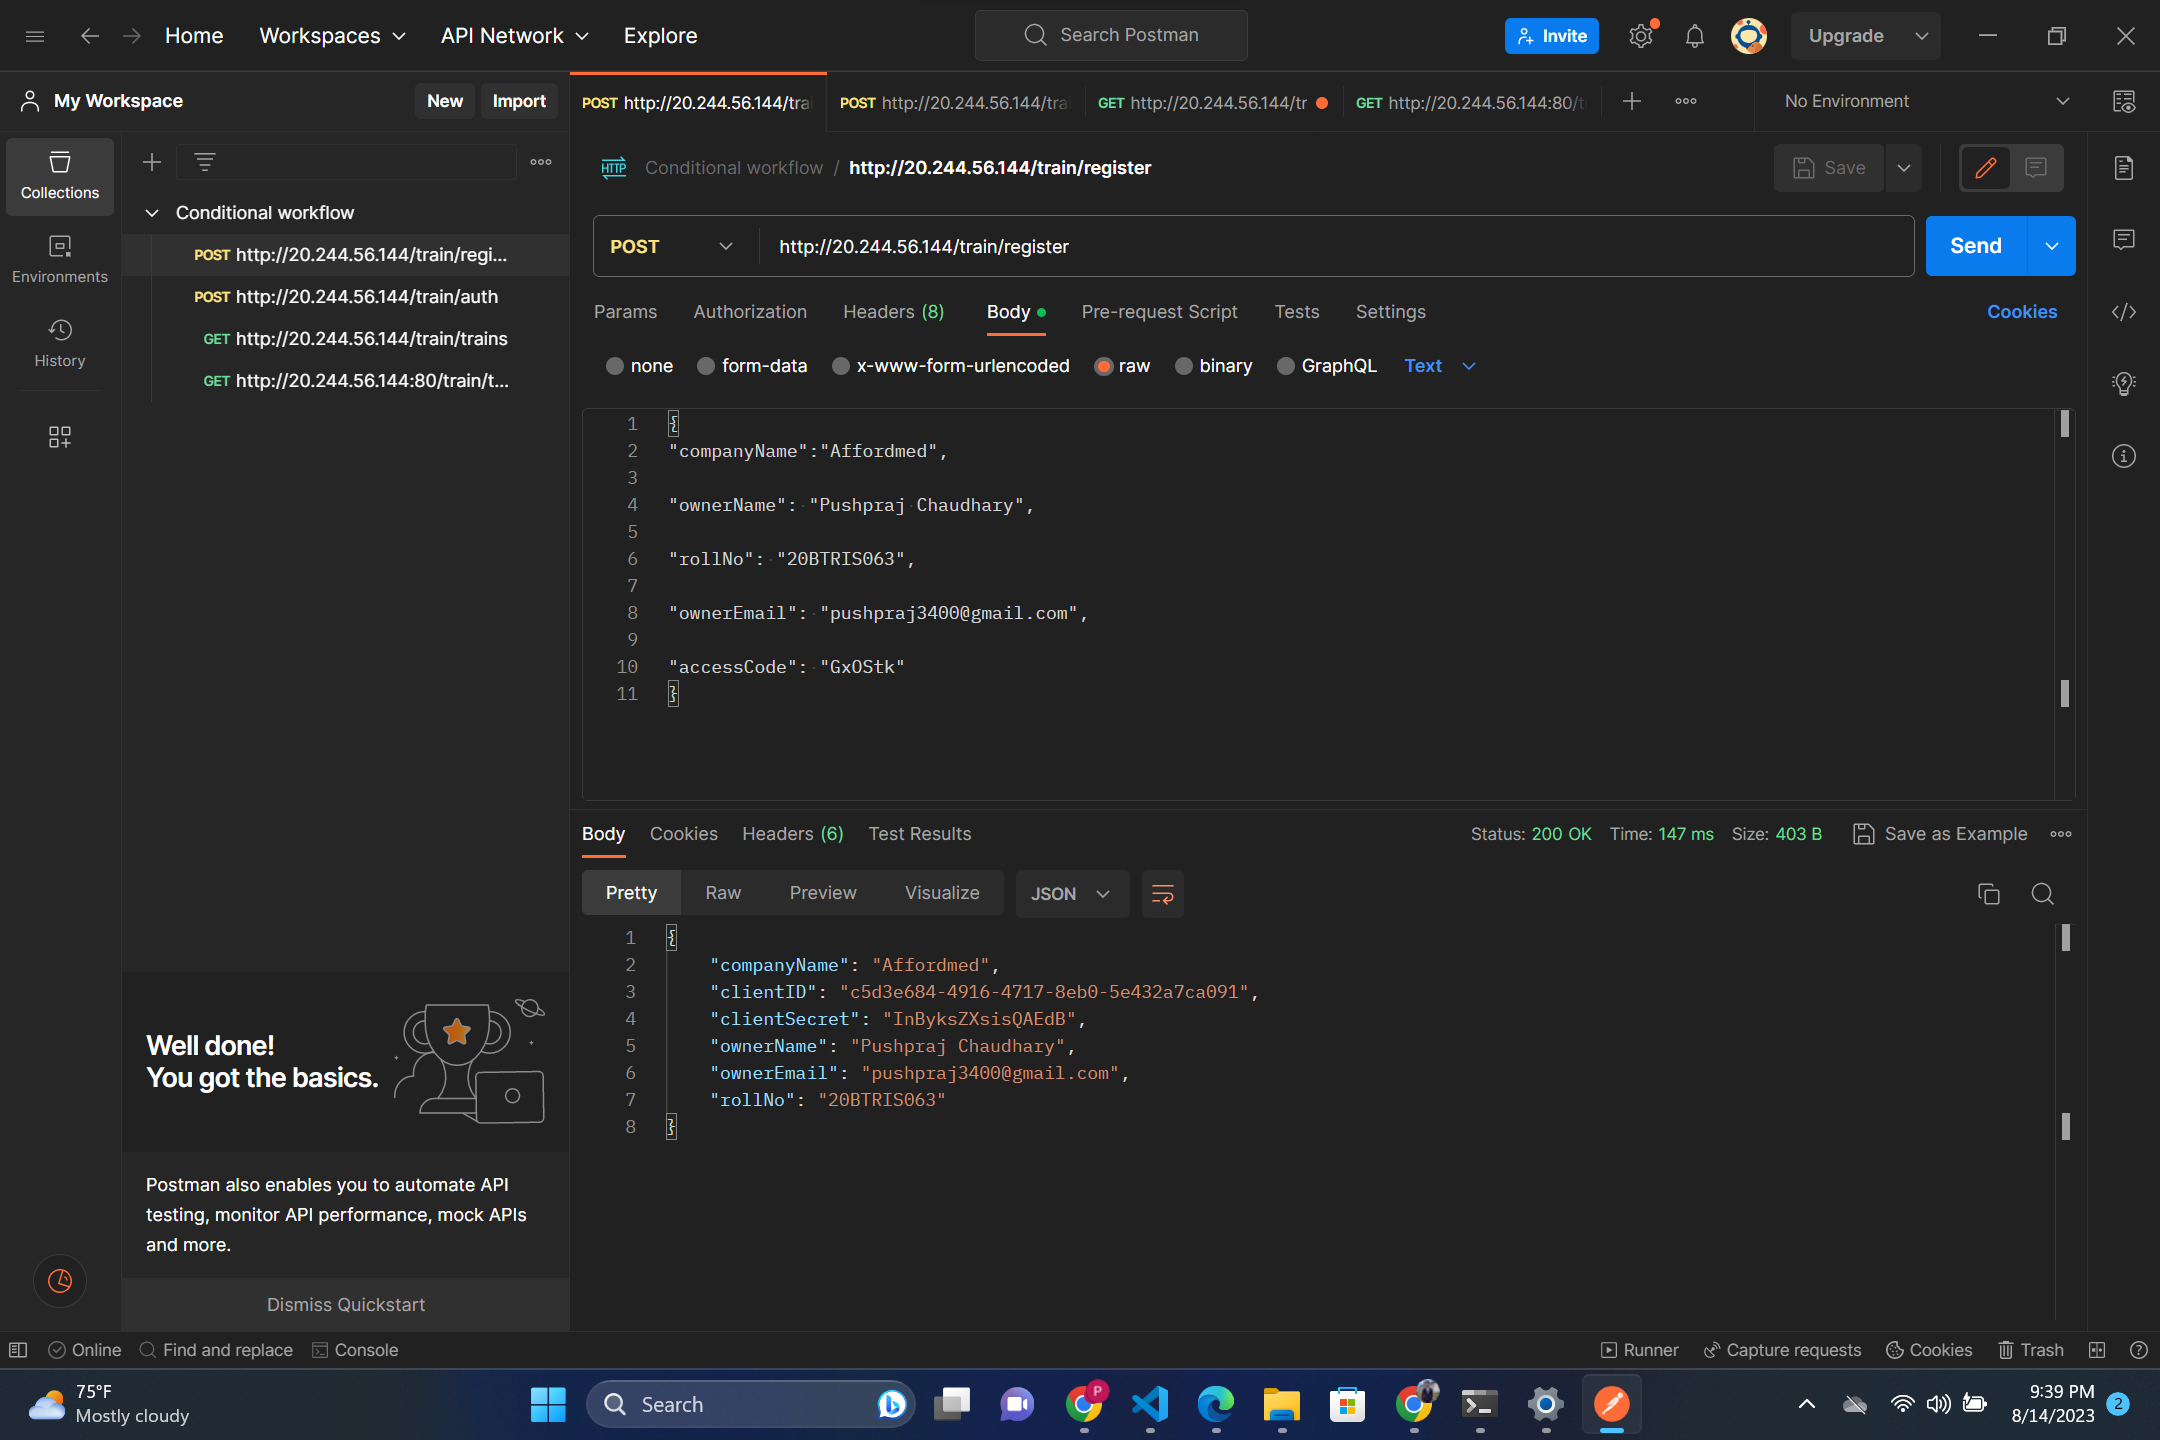 Home
Workspaces
API Network
Explore
Search Postman
Invite
Upgrade
My Workspace
New
Import
POST http://20.244.56.144/trai
POST http://20.244.56.144/tra
GET http://20.244.56.144/tr
GET http://20.244.56.144:80/t
No Environment
Collections
Environments
History
Conditional workflow
POST http://20.244.56.144/train/regi...
POST http://20.244.56.144/train/auth
GET http://20.244.56.144/train/trains
GET http://20.244.56.144:80/train/t...
HTTP
Conditional workflow / http://20.244.56.144/train/register
Save
POST
http://20.244.56.144/train/register
Send
Params
Authorization
Headers (8)
Body
Pre-request Script
Tests
Settings
Cookies
none
form-data
x-www-form-urlencoded
raw
binary
GraphQL
Text
1 {
2 "companyName":"Affordmed",
3
4 "ownerName": "Pushpraj Chaudhary",
5
6 "rollNo": "20BTRIS063",
7
8 "ownerEmail": "pushpraj3400@gmail.com",
9
10 "accessCode": "GxOStk"
11 }
Body
Cookies
Headers (6)
Test Results
Status: 200 OK
Time: 147 ms
Size: 403 B
Save as Example
Pretty
Raw
Preview
Visualize
JSON
1 {
2 "companyName": "Affordmed",
3 "clientID": "c5d3e684-4916-4717-8eb0-5e432a7ca091",
4 "clientSecret": "InByksZXsisQAEdB",
5 "ownerName": "Pushpraj Chaudhary",
6 "ownerEmail": "pushpraj3400@gmail.com",
7 "rollNo": "20BTRIS063"
8 }
Well done!
You got the basics.
Postman also enables you to automate API
testing, monitor API performance, mock APIs
and more.
Dismiss Quickstart
Online
Find and replace
Console
Runner
Capture requests
Cookies
Trash
75°F
Mostly cloudy
Search
P
9:39 PM
8/14/2023
2